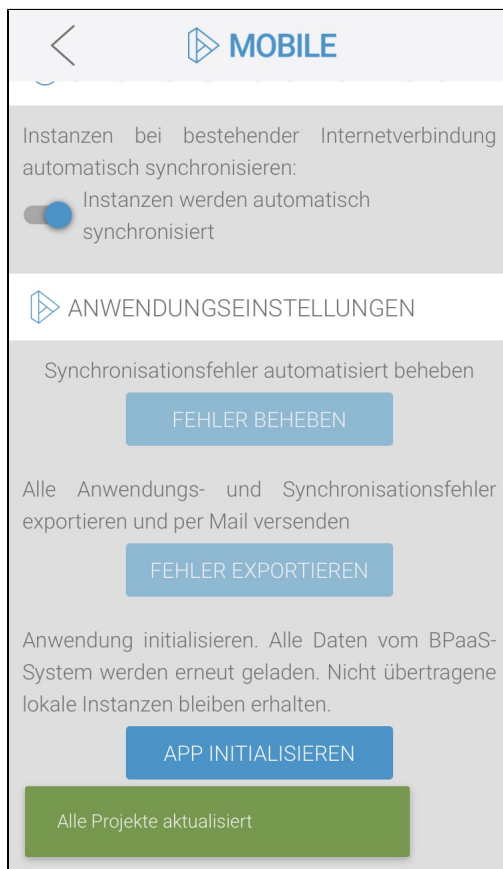 MOBILE
Instanzen bei bestehender Internetverbindung
automatisch synchronisieren:
Instanzen werden automatisch
synchronisiert
ANWENDUNGSEINSTELLUNGEN
Synchronisationsfehler automatisiert beheben
FEHLER BEHEBEN
Alle Anwendungs- und Synchronisationsfehler
exportieren und per Mail versenden
FEHLER EXPORTIEREN
Anwendung initialisieren. Alle Daten vom BPaaS-
System werden erneut geladen. Nicht übertragene
lokale Instanzen bleiben erhalten.
APP INITIALISIEREN
Alle Projekte aktualisiert